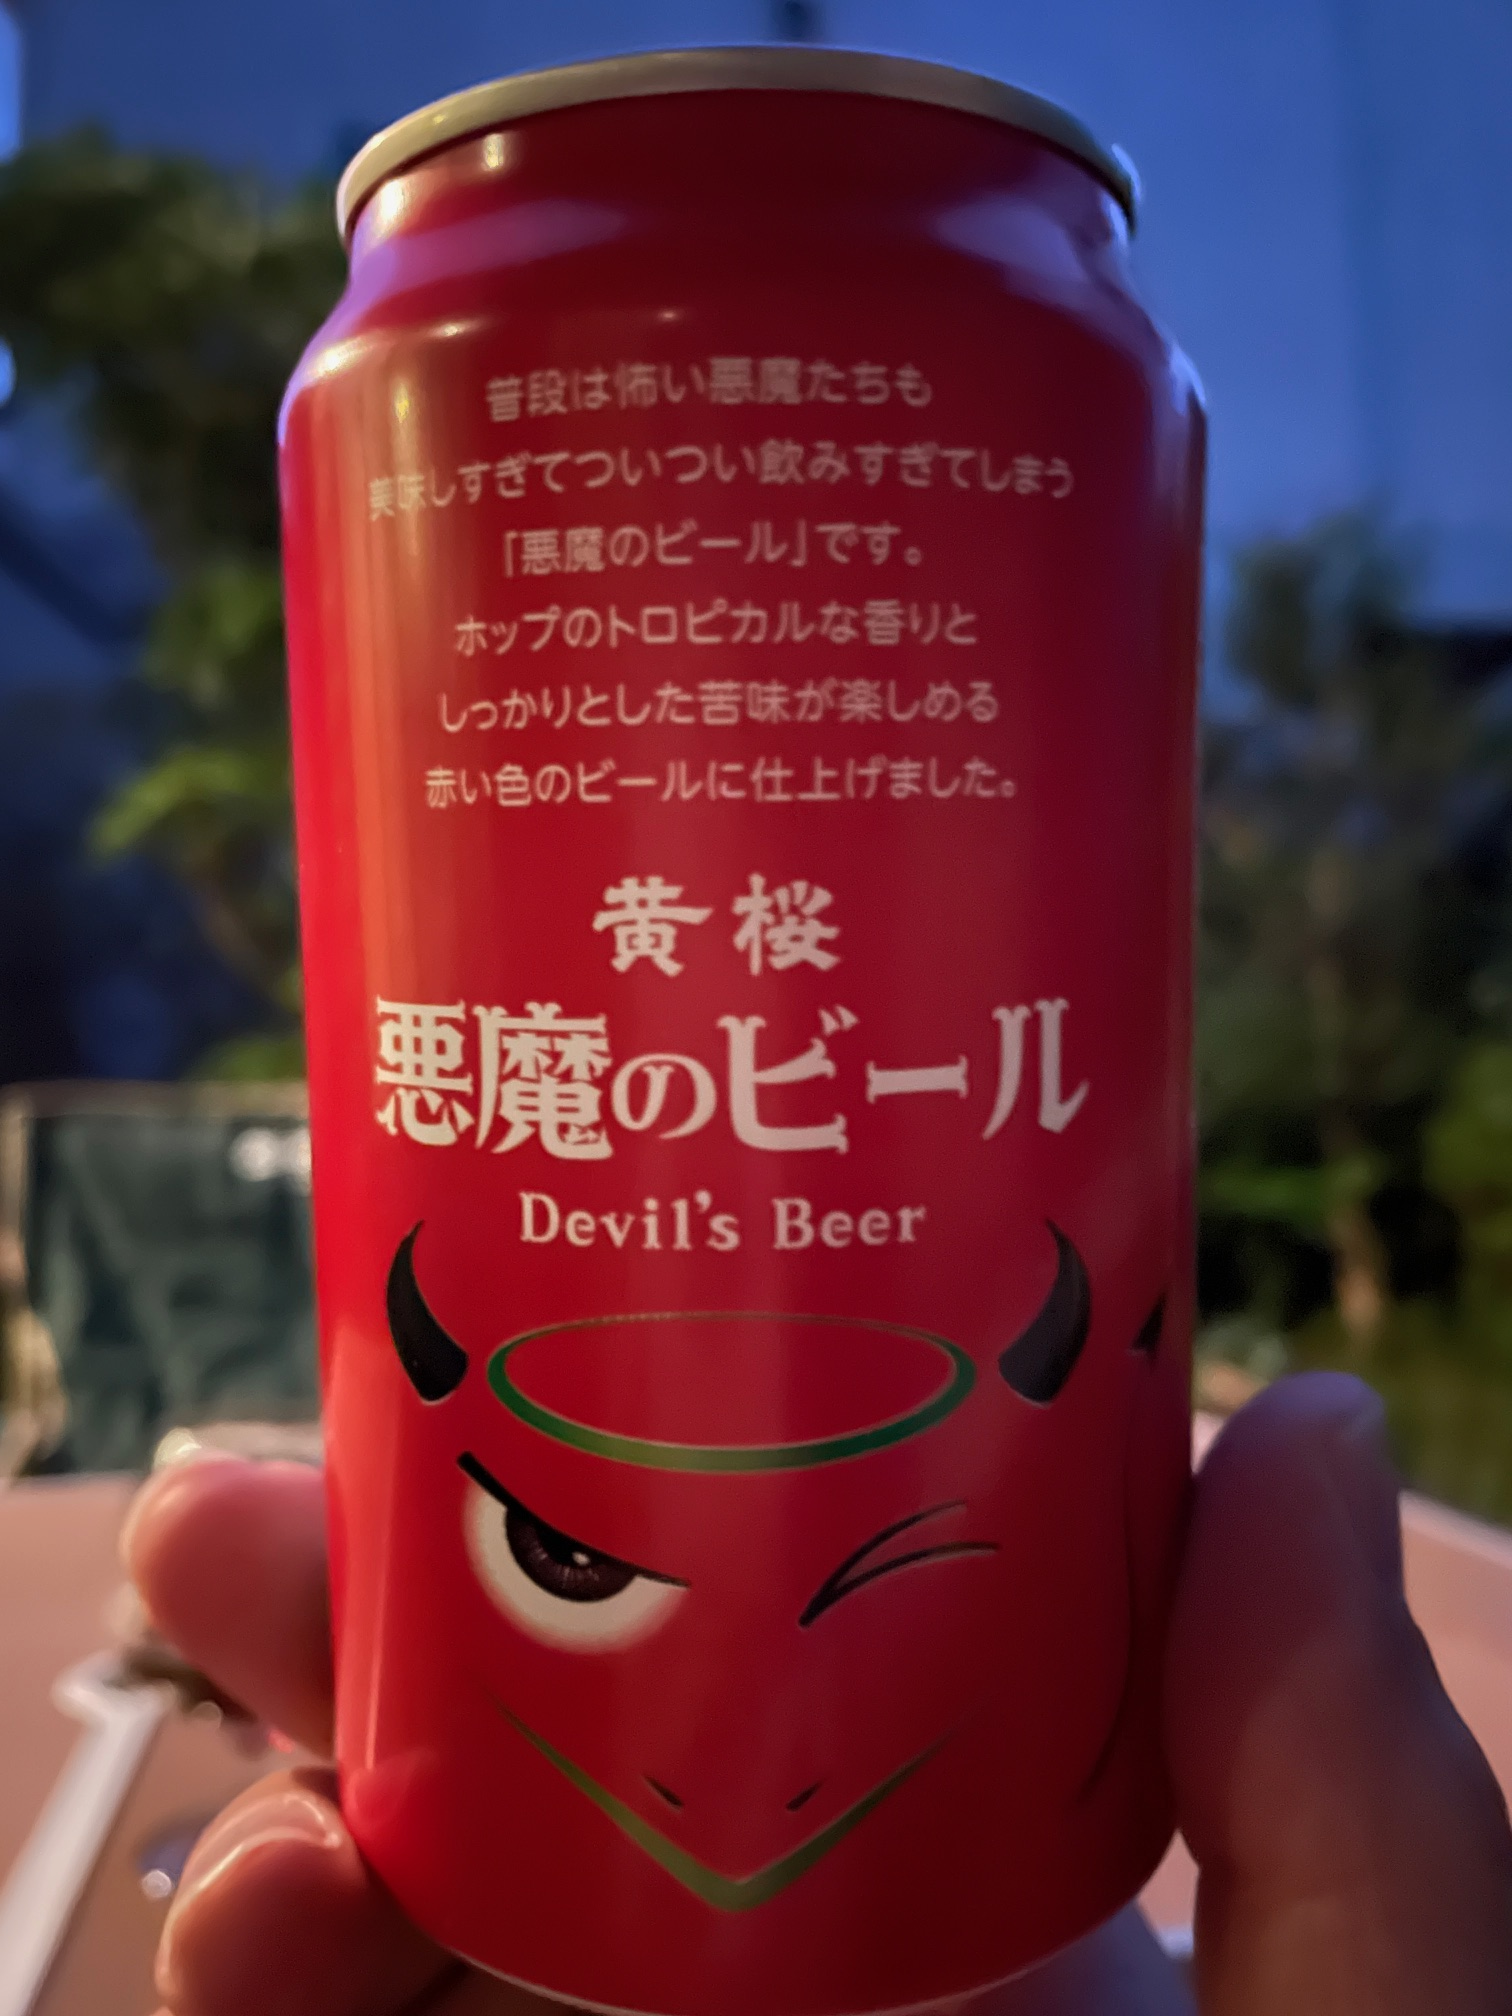 普段は怖い悪魔たちも
美味しすぎてついつい飲みすぎてしまう
「悪魔のビール」です。
ホップのトロピカルな香りと
しっかりとした苦味が楽しめる
赤い色のビールに仕上げました。
黄桜
悪魔のビール
Devil's Beer